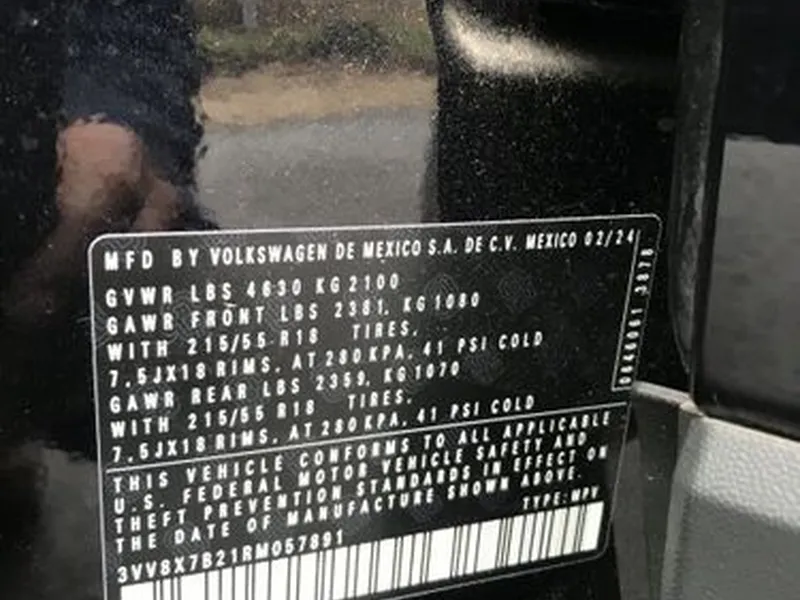 MFD BY VOLKSWAGEN DE MEXICO S.A. DE C.V. MEXICO 02/24
GVWR LBS 4630 KG 2100
GAWR FRONT LBS 2381, KG 1080
WITH 215/55 R18 TIRES,
7.5JX18 RIMS, AT 280 KPA, 41 PSI COLD
GAWR REAR LBS 2359, KG 1070
WITH 215/55 R18 TIRES,
7.5JX18 RIMS, AT 280 KPA, 41 PSI COLD
THIS VEHICLE CONFORMS TO ALL APPLICABLE
U.S. FEDERAL MOTOR VEHICLE SAFETY AND
THEFT PREVENTION STANDARDS IN EFFECT ON
THE DATE OF MANUFACTURE SHOWN ABOVE.
TYPE: MPV
3VV8X7B21RM057891